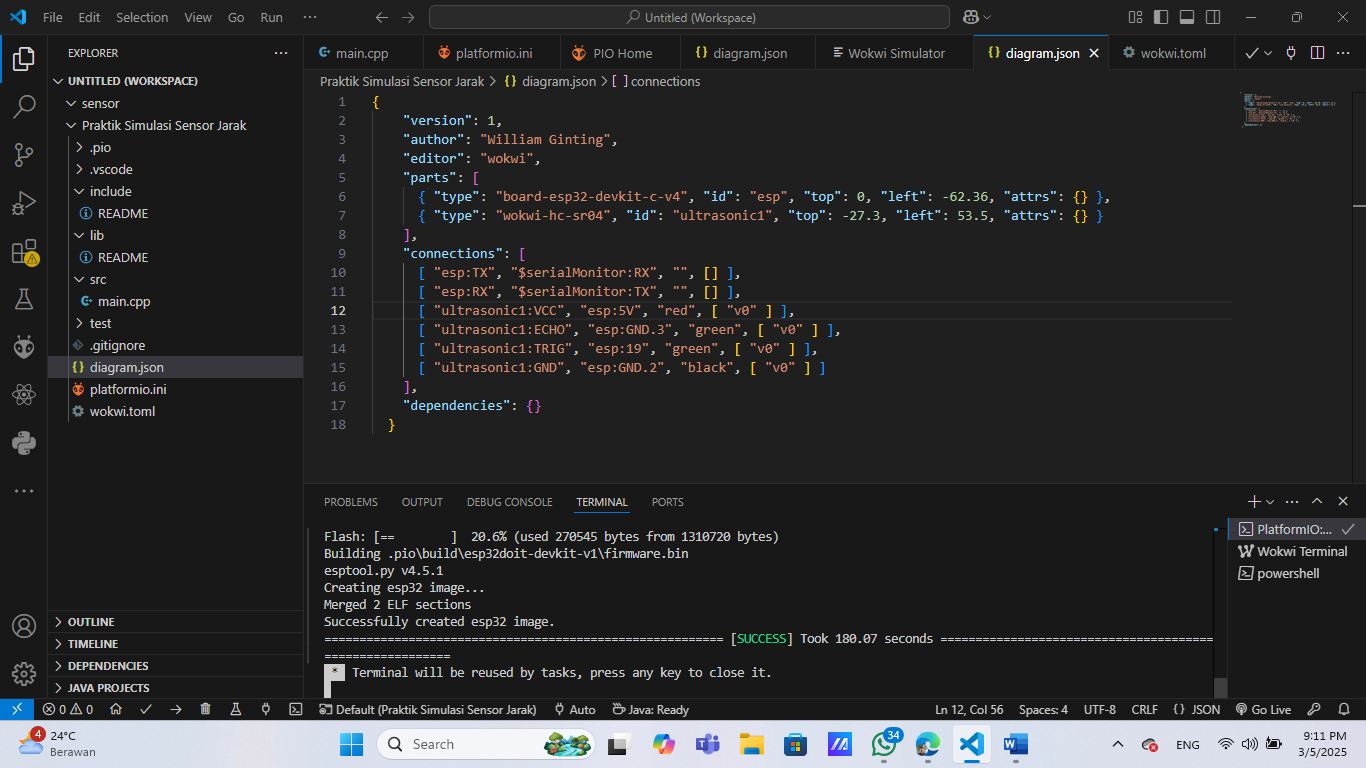 File Edit Selection View Go Run ··· Untitled (Workspace)
EXPLORER ···
UNTITLED (WORKSPACE)
sensor
Praktik Simulasi Sensor Jarak
.pio
.vscode
include
README
lib
README
src
main.cpp
test
.gitignore
diagram.json
platformio.ini
wokwi.toml
OUTLINE
TIMELINE
DEPENDENCIES
JAVA PROJECTS
main.cpp platformio.ini PIO Home diagram.json Wokwi Simulator diagram.json wokwi.toml
Praktik Simulasi Sensor Jarak > {} diagram.json > [ ] connections
1 {
2 "version": 1,
3 "author": "William Ginting",
4 "editor": "wokwi",
5 "parts": [
6 { "type": "board-esp32-devkit-c-v4", "id": "esp", "top": 0, "left": -62.36, "attrs": {} },
7 { "type": "wokwi-hc-sr04", "id": "ultrasonic1", "top": -27.3, "left": 53.5, "attrs": {} }
8 ],
9 "connections": [
10 [ "esp:TX", "$serialMonitor:RX", "", [] ],
11 [ "esp:RX", "$serialMonitor:TX", "", [] ],
12 [ "ultrasonic1:VCC", "esp:5V", "red", [ "v0" ] ],
13 [ "ultrasonic1:ECHO", "esp:GND.3", "green", [ "v0" ] ],
14 [ "ultrasonic1:TRIG", "esp:19", "green", [ "v0" ] ],
15 [ "ultrasonic1:GND", "esp:GND.2", "black", [ "v0" ] ]
16 ],
17 "dependencies": {}
18 }
PROBLEMS OUTPUT DEBUG CONSOLE TERMINAL PORTS
Flash: [== ] 20.6% (used 270545 bytes from 1310720 bytes)
Building .pio\build\esp32doit-devkit-v1\firmware.bin
esptool.py v4.5.1
Creating esp32 image...
Merged 2 ELF sections
Successfully created esp32 image.
========================================================= [SUCCESS] Took 180.07 seconds =======================================
==================
* Terminal will be reused by tasks, press any key to close it.
PlatformIO:...
Wokwi Terminal
powershell
0 0 Default (Praktik Simulasi Sensor Jarak) Auto Java: Ready Ln 12, Col 56 Spaces: 4 UTF-8 CRLF {} JSON Go Live
4 24°C
Berawan
Search
34
ENG
9:11 PM
3/5/2025